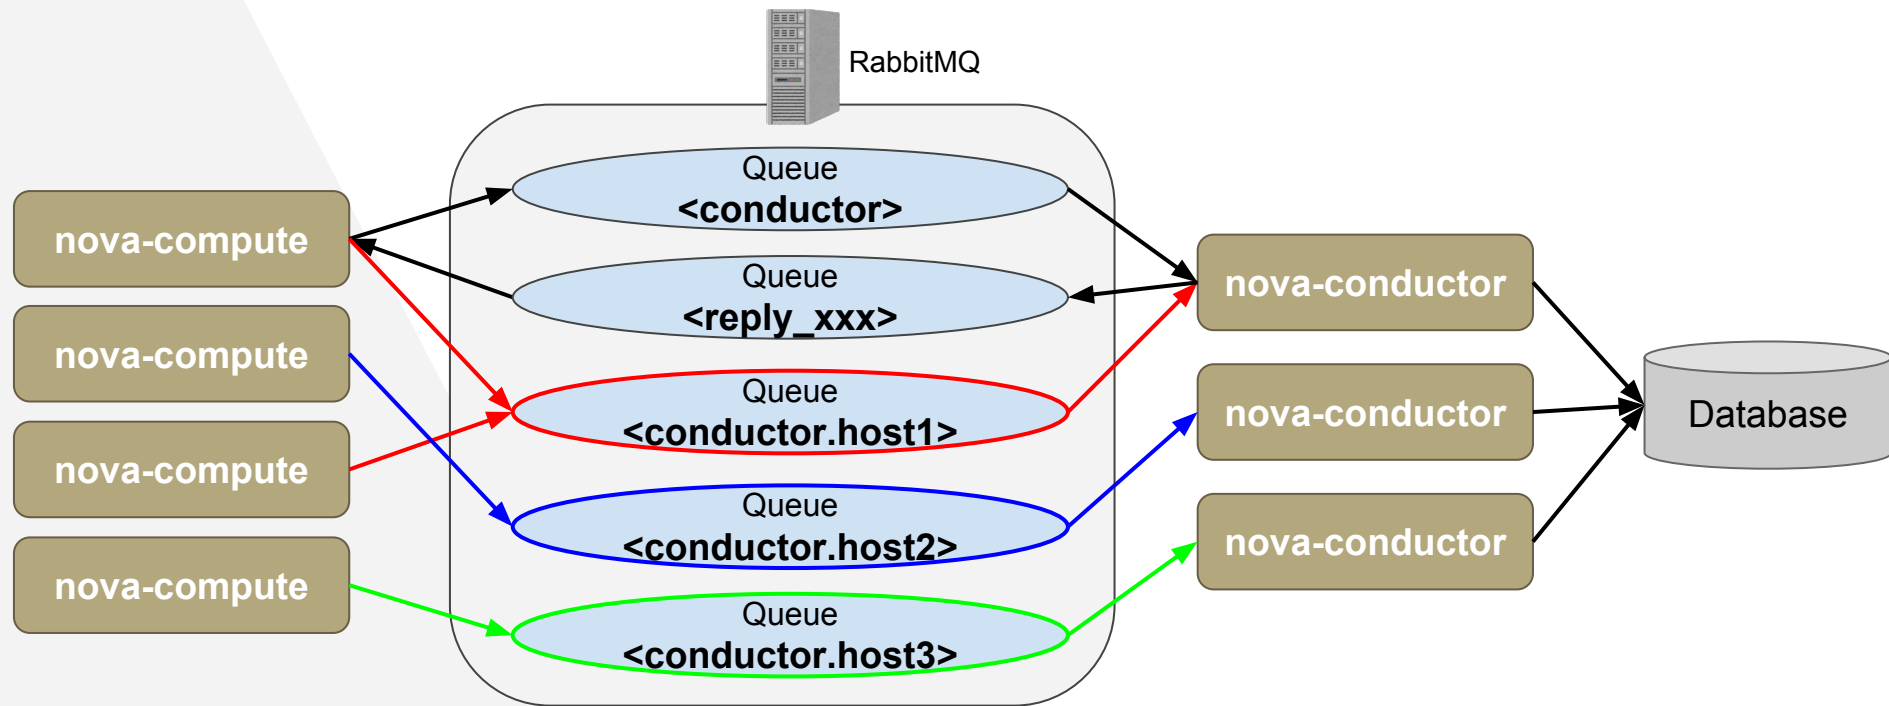 RabbitMQ
Queue
<conductor>
Queue
<reply_xxx>
Queue
<conductor.host1>
Queue
<conductor.host2>
Queue
<conductor.host3>
nova-compute
nova-compute
nova-compute
nova-compute
nova-conductor
nova-conductor
nova-conductor
Database